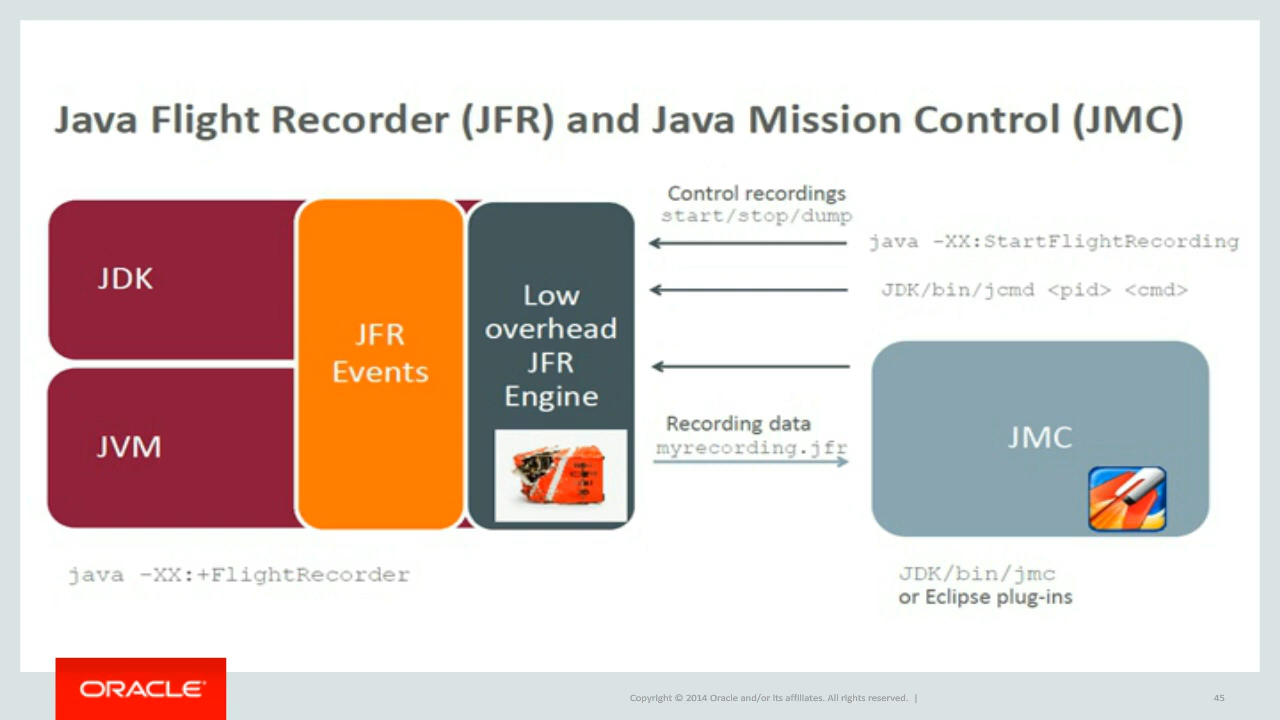 Java Flight Recorder (JFR) and Java Mission Control (JMC)
JDK
JVM
JFR
Events
Low
overhead
JFR
Engine
Control recordings
start/stop/dump
java -XX:StartFlightRecording
JDK/bin/jcmd <pid> <cmd>
Recording data
myrecording.jfr
JMC
java -XX:+FlightRecorder
JDK/bin/jmc
or Eclipse plug-ins
ORACLE
Copyright © 2014 Oracle and/or its affiliates. All rights reserved. |
45